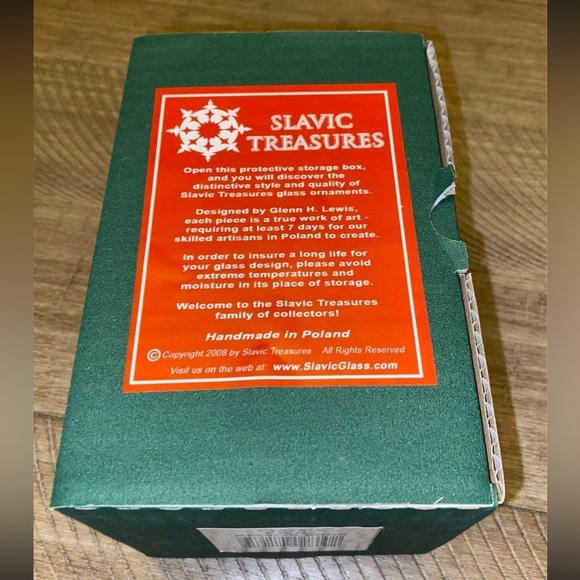 SLAVIC
TREASURES
Open this protective storage box,
and you will discover the
distinctive style and quality of
Slavic Treasures glass ornaments.
Designed by Glenn H. Lewis,
each piece is a true work of art -
requiring at least 7 days for our
skilled artisans in Poland to create.
In order to insure a long life for
your glass design, please avoid
extreme temperatures and
moisture in its place of storage.
Welcome to the Slavic Treasures
family of collectors!
Handmade in Poland
© Copyright 2008 by Slavic Treasures All Rights Reserved
Visit us on the web at: www.SlavicGlass.com